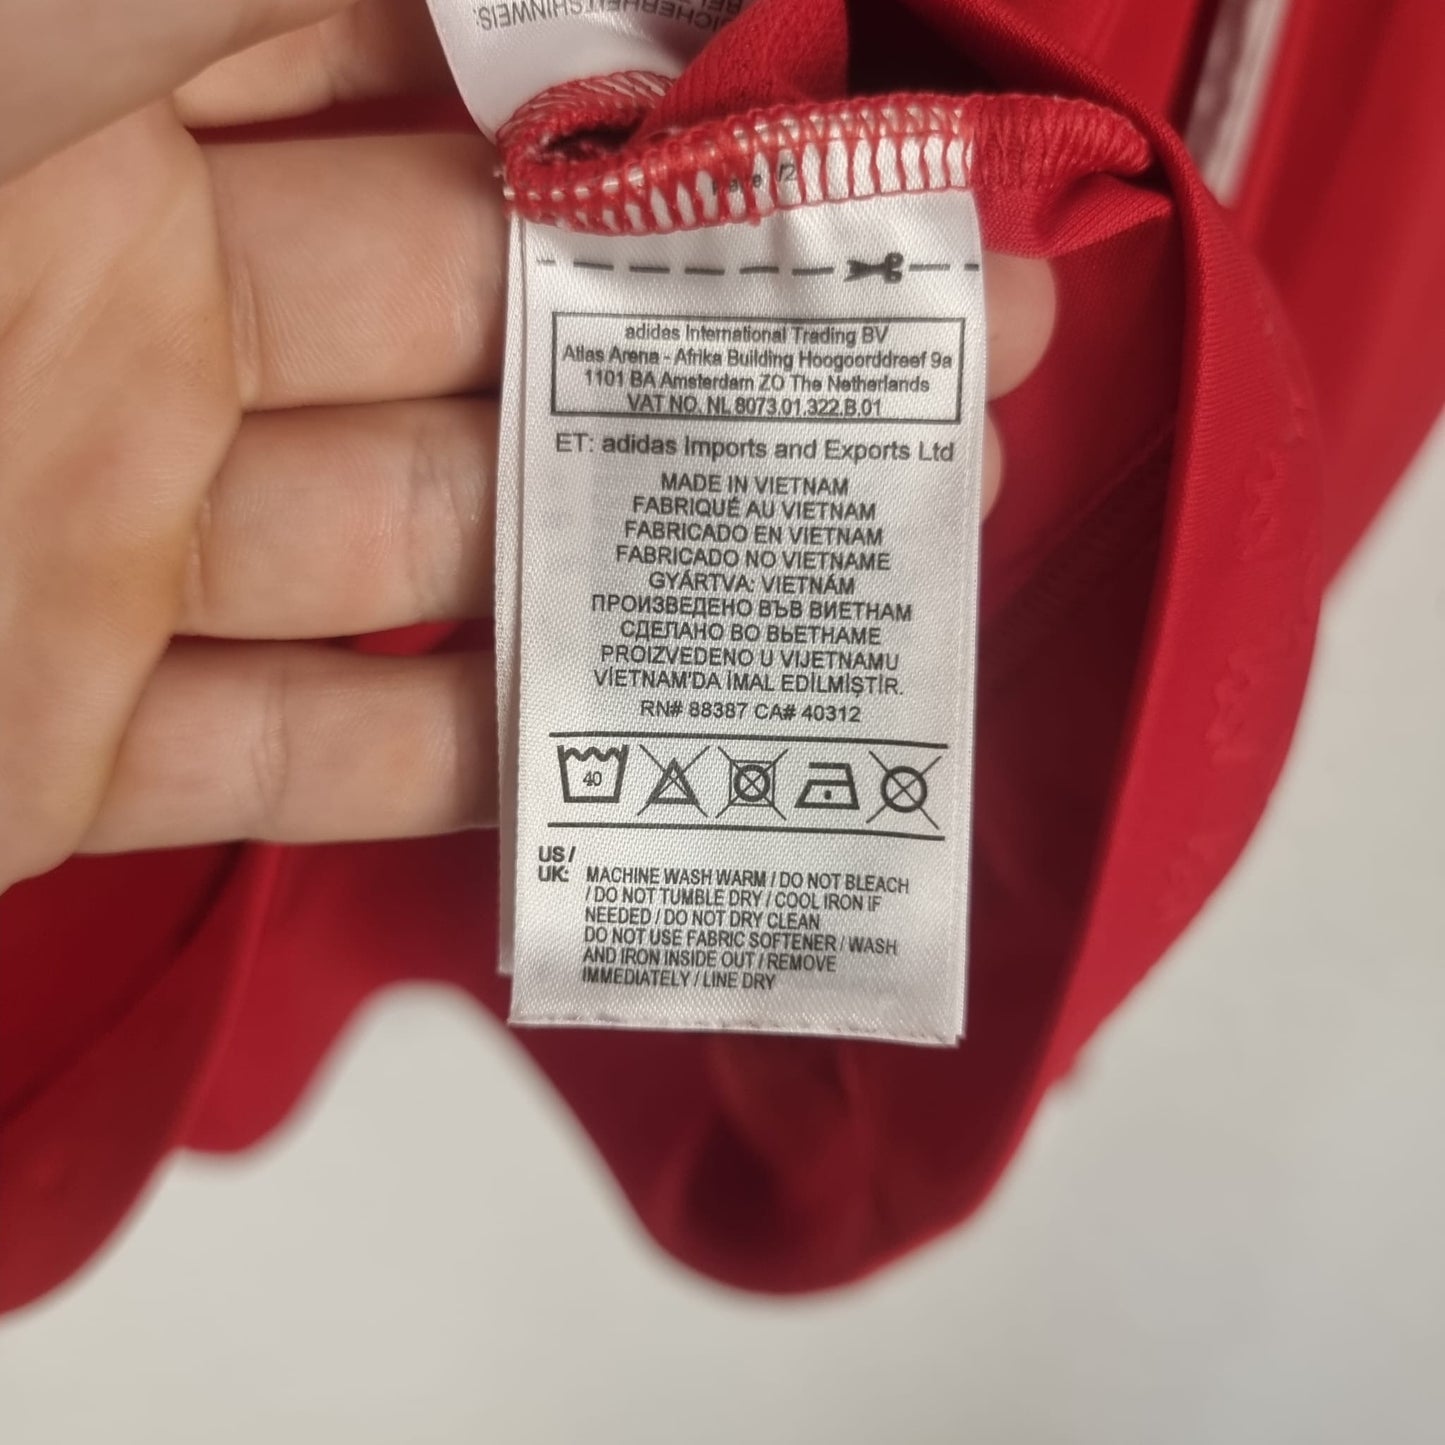 SICHERHEITSHINWEIS:
adidas International Trading BV
Atlas Arena - Afrika Building Hoogoorddreef 9a
1101 BA Amsterdam ZO The Netherlands
VAT NO. NL 8073.01.322.B.01
ET: adidas Imports and Exports Ltd
MADE IN VIETNAM
FABRIQUÉ AU VIETNAM
FABRICADO EN VIETNAM
FABRICADO NO VIETNAME
GYÁRTVA: VIETNÁM
ПРОИЗВЕДЕНО ВЪВ ВИЕТНАМ
СДЕЛАНО ВО ВЬЕТНАМЕ
PROIZVEDENO U VIJETNAMU
VİETNAM'DA İMAL EDİLMİŞTİR.
RN# 88387 CA# 40312
40
US /
UK: MACHINE WASH WARM / DO NOT BLEACH
/ DO NOT TUMBLE DRY / COOL IRON IF
NEEDED / DO NOT DRY CLEAN
DO NOT USE FABRIC SOFTENER / WASH
AND IRON INSIDE OUT / REMOVE
IMMEDIATELY / LINE DRY